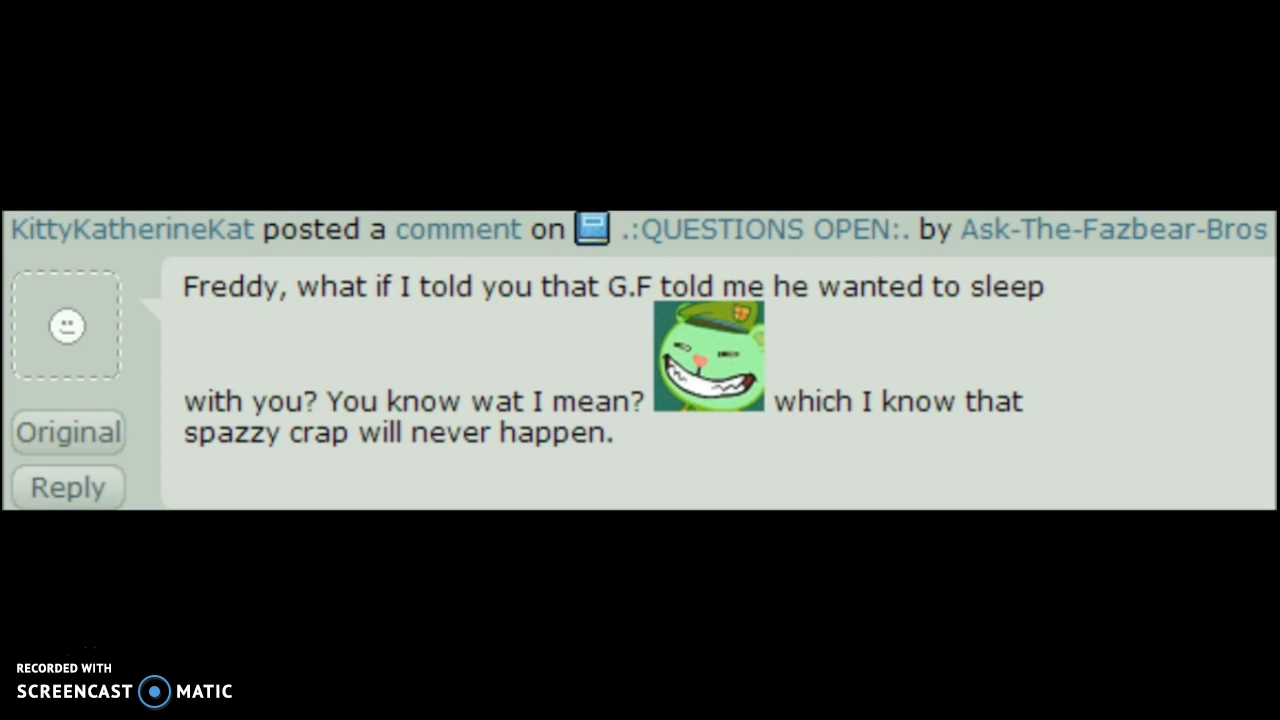 KittyKatherineKat posted a comment on .:QUESTIONS OPEN:. by Ask-The-Fazbear-Bros
Freddy, what if I told you that G.F told me he wanted to sleep
with you? You know wat I mean? which I know that
spazzy crap will never happen.
Original
Reply
RECORDED WITH
SCREENCAST MATIC